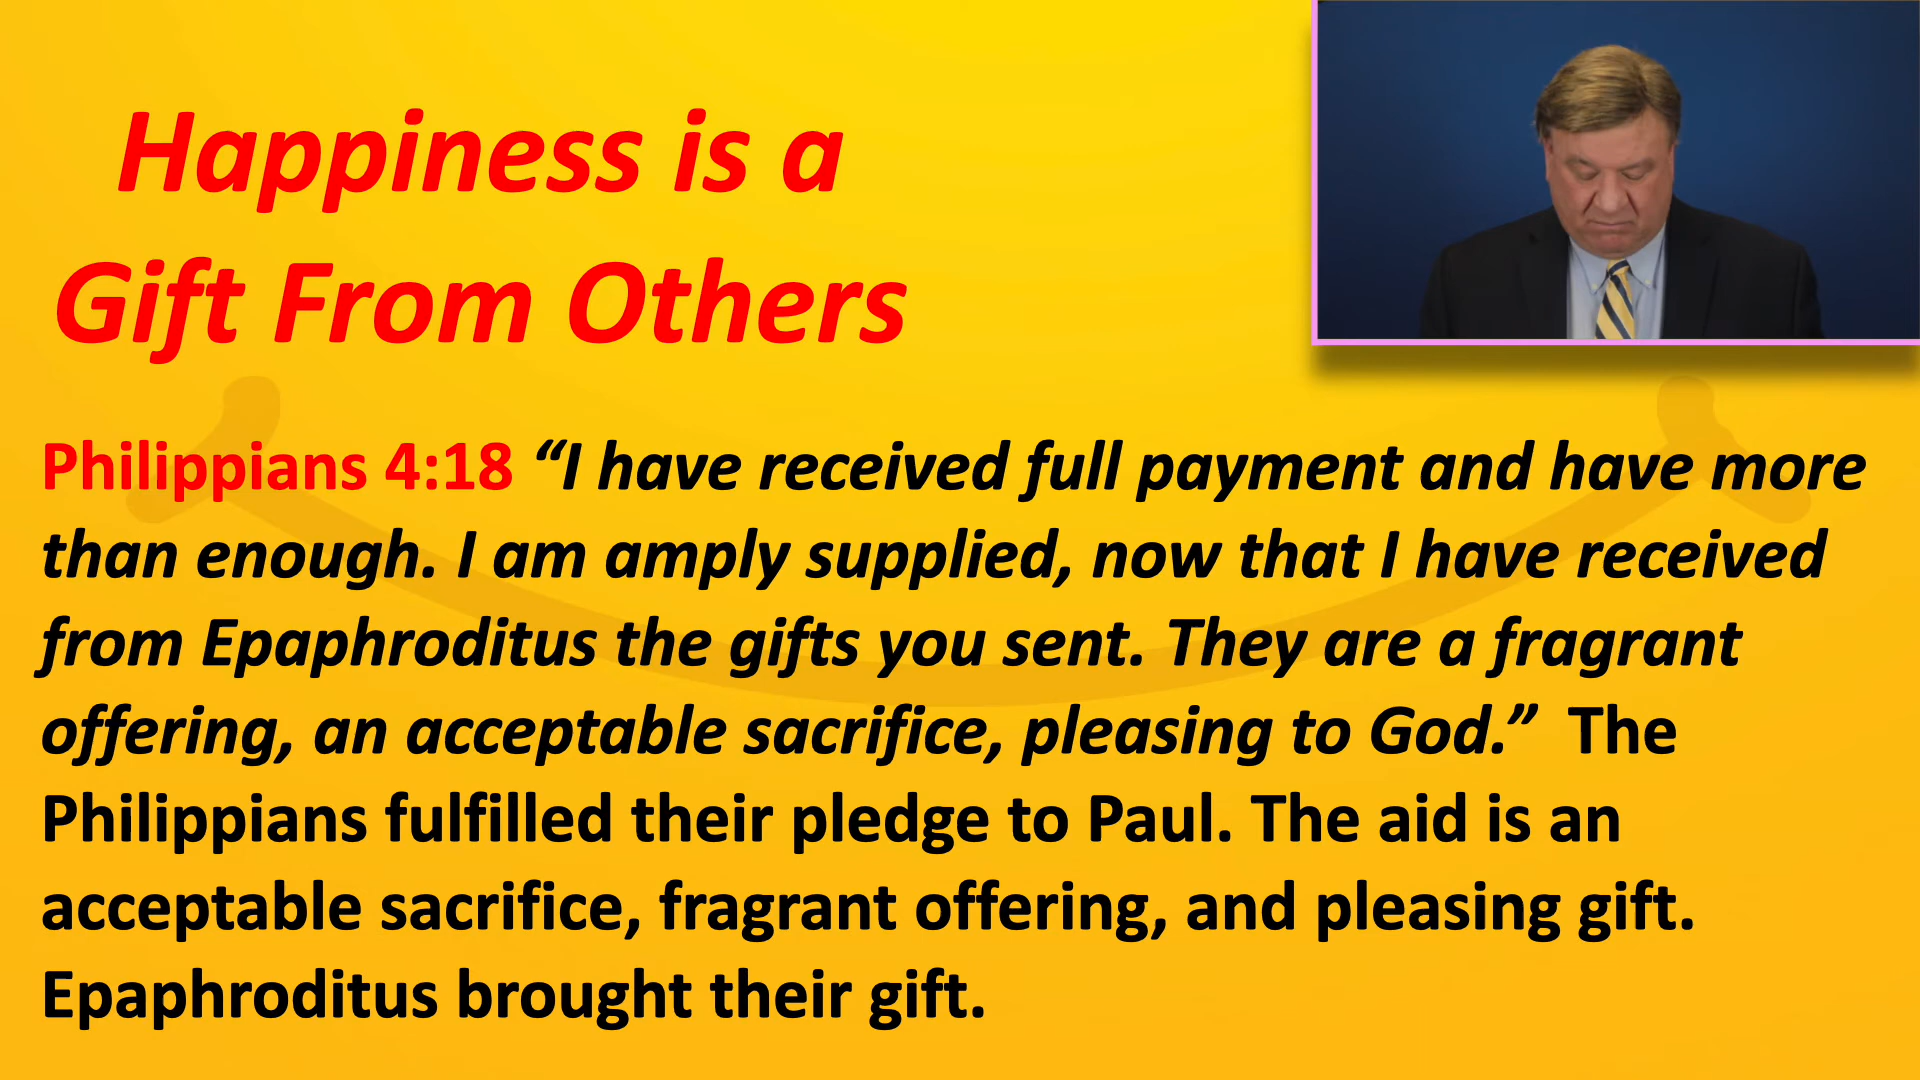 Happiness is a
Gift From Others
Philippians 4:18 “I have received full payment and have more
than enough. I am amply supplied, now that I have received
from Epaphroditus the gifts you sent. They are a fragrant
offering, an acceptable sacrifice, pleasing to God.” The
Philippians fulfilled their pledge to Paul. The aid is an
acceptable sacrifice, fragrant offering, and pleasing gift.
Epaphroditus brought their gift.